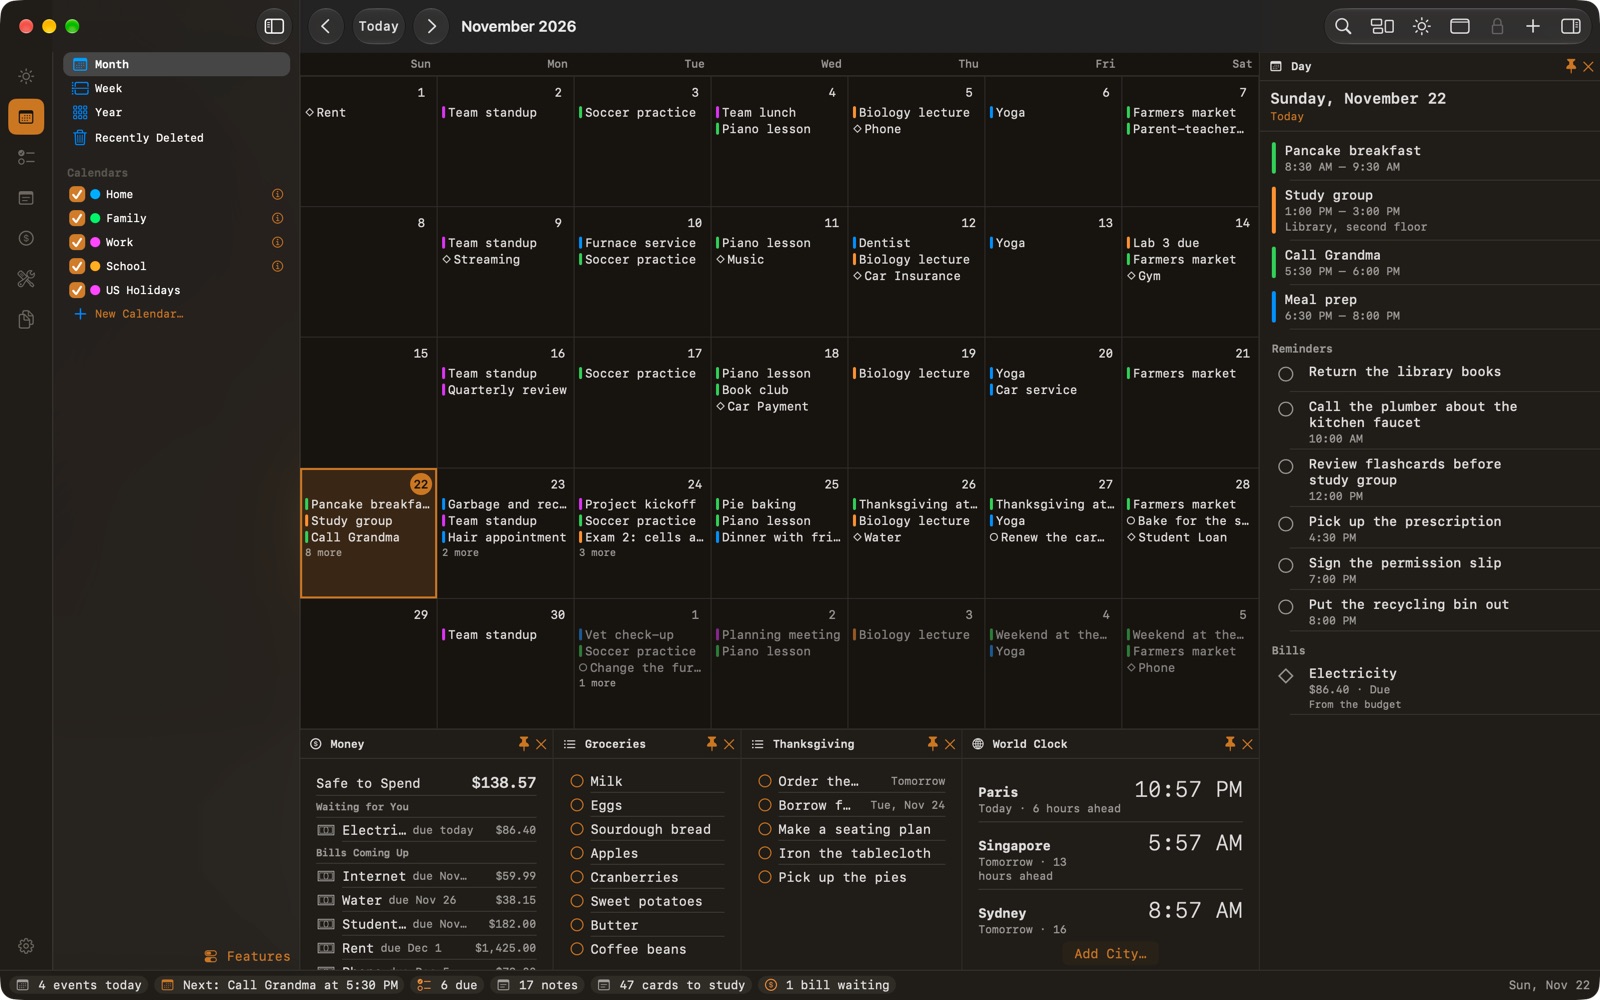 Today
November 2026
Month
Week
Year
Recently Deleted
Calendars
Home
Family
Work
School
US Holidays
New Calendar…
Features
Sun Mon Tue Wed Thu Fri Sat
1
Rent
2
Team standup
3
Soccer practice
4
Team lunch
Piano lesson
5
Biology lecture
Phone
6
Yoga
7
Farmers market
Parent-teacher…
8
9
Team standup
Streaming
10
Furnace service
Soccer practice
11
Piano lesson
Music
12
Dentist
Biology lecture
Car Insurance
13
Yoga
14
Lab 3 due
Farmers market
Gym
15
16
Team standup
Quarterly review
17
Soccer practice
18
Piano lesson
Book club
Car Payment
19
Biology lecture
20
Yoga
Car service
21
Farmers market
22
Pancake breakfa…
Study group
Call Grandma
8 more
23
Garbage and rec…
Team standup
Hair appointment
2 more
24
Project kickoff
Soccer practice
Exam 2: cells a…
3 more
25
Pie baking
Piano lesson
Dinner with fri…
26
Thanksgiving at…
Biology lecture
Water
27
Thanksgiving at…
Yoga
Renew the car…
28
Farmers market
Bake for the s…
Student Loan
29
30
Team standup
1
Vet check-up
Soccer practice
Change the fur…
1 more
2
Planning meeting
Piano lesson
3
Biology lecture
4
Weekend at the…
Yoga
5
Weekend at the…
Farmers market
Phone
Day
Sunday, November 22
Today
Pancake breakfast
8:30 AM – 9:30 AM
Study group
1:00 PM – 3:00 PM
Library, second floor
Call Grandma
5:30 PM – 6:00 PM
Meal prep
6:30 PM – 8:00 PM
Reminders
Return the library books
Call the plumber about the
kitchen faucet
10:00 AM
Review flashcards before
study group
12:00 PM
Pick up the prescription
4:30 PM
Sign the permission slip
7:00 PM
Put the recycling bin out
8:00 PM
Bills
Electricity
$86.40 · Due
From the budget
Money
Safe to Spend $138.57
Waiting for You
Electri… due today $86.40
Bills Coming Up
Internet due Nov… $59.99
Water due Nov 26 $38.15
Student… due Nov… $182.00
Rent due Dec 1 $1,425.00
Groceries
Milk
Eggs
Sourdough bread
Apples
Cranberries
Sweet potatoes
Butter
Coffee beans
Thanksgiving
Order the… Tomorrow
Borrow f… Tue, Nov 24
Make a seating plan
Iron the tablecloth
Pick up the pies
World Clock
Paris 10:57 PM
Today · 6 hours ahead
Singapore 5:57 AM
Tomorrow · 13
hours ahead
Sydney 8:57 AM
Tomorrow · 16
Add City…
4 events today
Next: Call Grandma at 5:30 PM
6 due
17 notes
47 cards to study
1 bill waiting
Sun, Nov 22